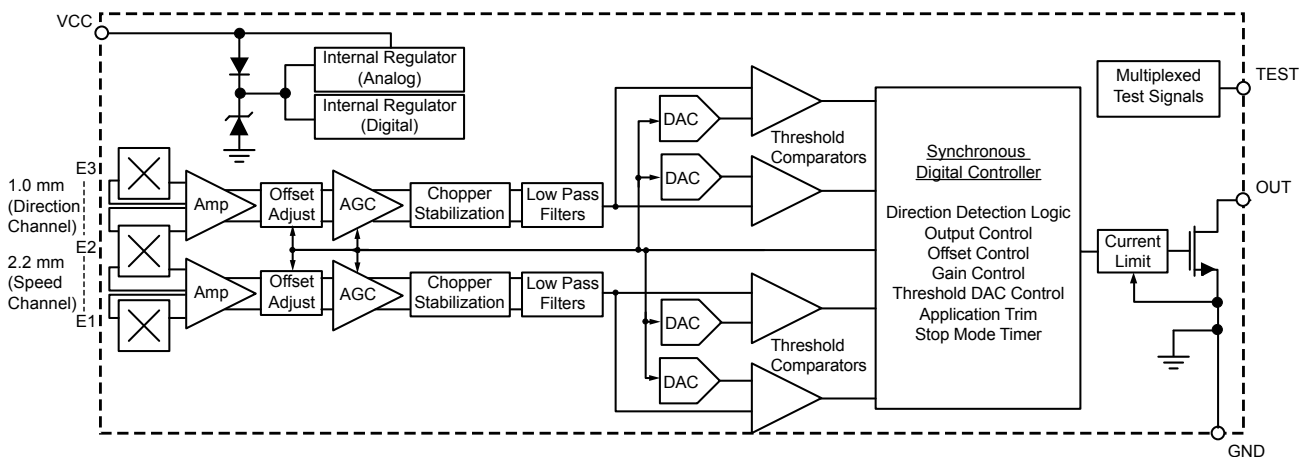 VCC
Internal Regulator
(Analog)
Internal Regulator
(Digital)
Multiplexed
Test Signals
TEST
E3
1.0 mm
(Direction
Channel)
E2
2.2 mm
(Speed
Channel)
E1
Amp
Offset
Adjust
AGC
Chopper
Stabilization
Low Pass
Filters
Amp
Offset
Adjust
AGC
Chopper
Stabilization
Low Pass
Filters
DAC
DAC
Threshold
Comparators
DAC
DAC
Threshold
Comparators
Synchronous
Digital Controller
Direction Detection Logic
Output Control
Offset Control
Gain Control
Threshold DAC Control
Application Trim
Stop Mode Timer
Current
Limit
OUT
GND